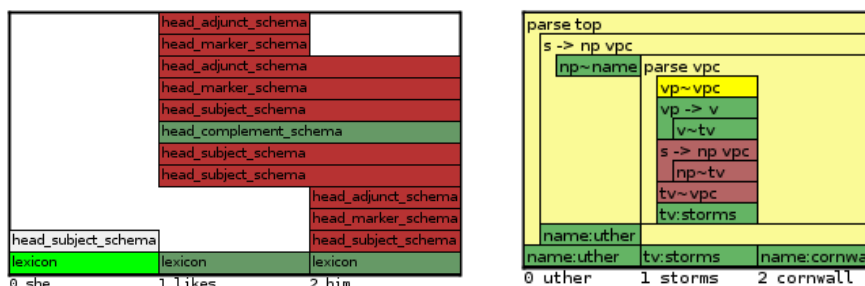 head_adjunct_schema
head_marker_schema
head_adjunct_schema
head_marker_schema
head_subject_schema
head_complement_schema
head_subject_schema
head_subject_schema
head_adjunct_schema
head_marker_schema
head_subject_schema head_subject_schema
lexicon lexicon lexicon
0 she 1 likes 2 him
parse top
s -> np vpc
np~name parse vpc
vp~vpc
vp -> v
v~tv
s -> np vpc
np~tv
tv~vpc
tv:storms
name:uther
name:uther tv:storms name:cornwa
0 uther 1 storms 2 cornwall